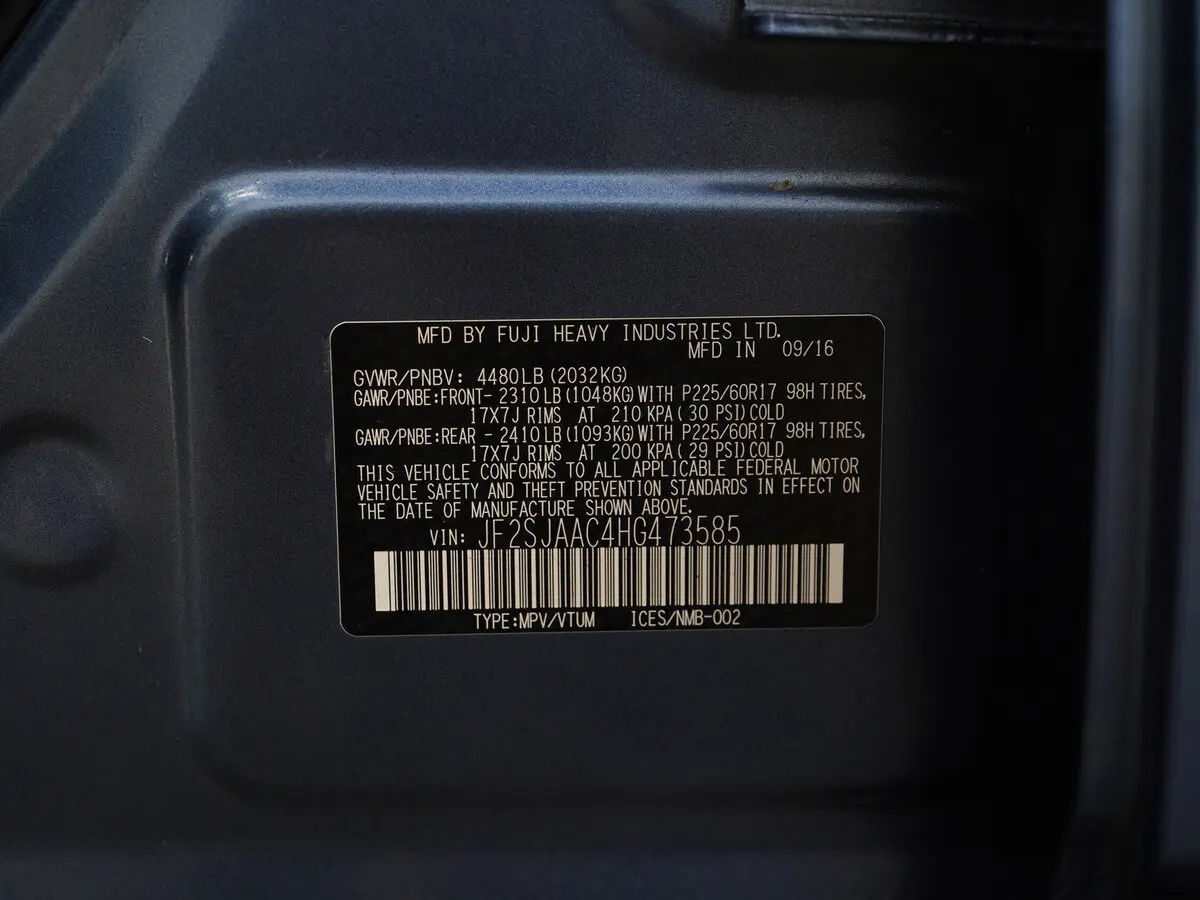 MFD BY FUJI HEAVY INDUSTRIES LTD.
MFD IN 09/16
GVWR/PNBV: 4480LB (2032KG)
GAWR/PNBE:FRONT- 2310LB (1048KG) WITH P225/60R17 98H TIRES,
17X7J RIMS AT 210 KPA ( 30 PSI) COLD
GAWR/PNBE:REAR - 2410LB (1093KG) WITH P225/60R17 98H TIRES,
17X7J RIMS AT 200 KPA ( 29 PSI) COLD
THIS VEHICLE CONFORMS TO ALL APPLICABLE FEDERAL MOTOR
VEHICLE SAFETY AND THEFT PREVENTION STANDARDS IN EFFECT ON
THE DATE OF MANUFACTURE SHOWN ABOVE.
VIN: JF2SJAAC4HG473585
TYPE:MPV/VTUM ICES/NMB-002